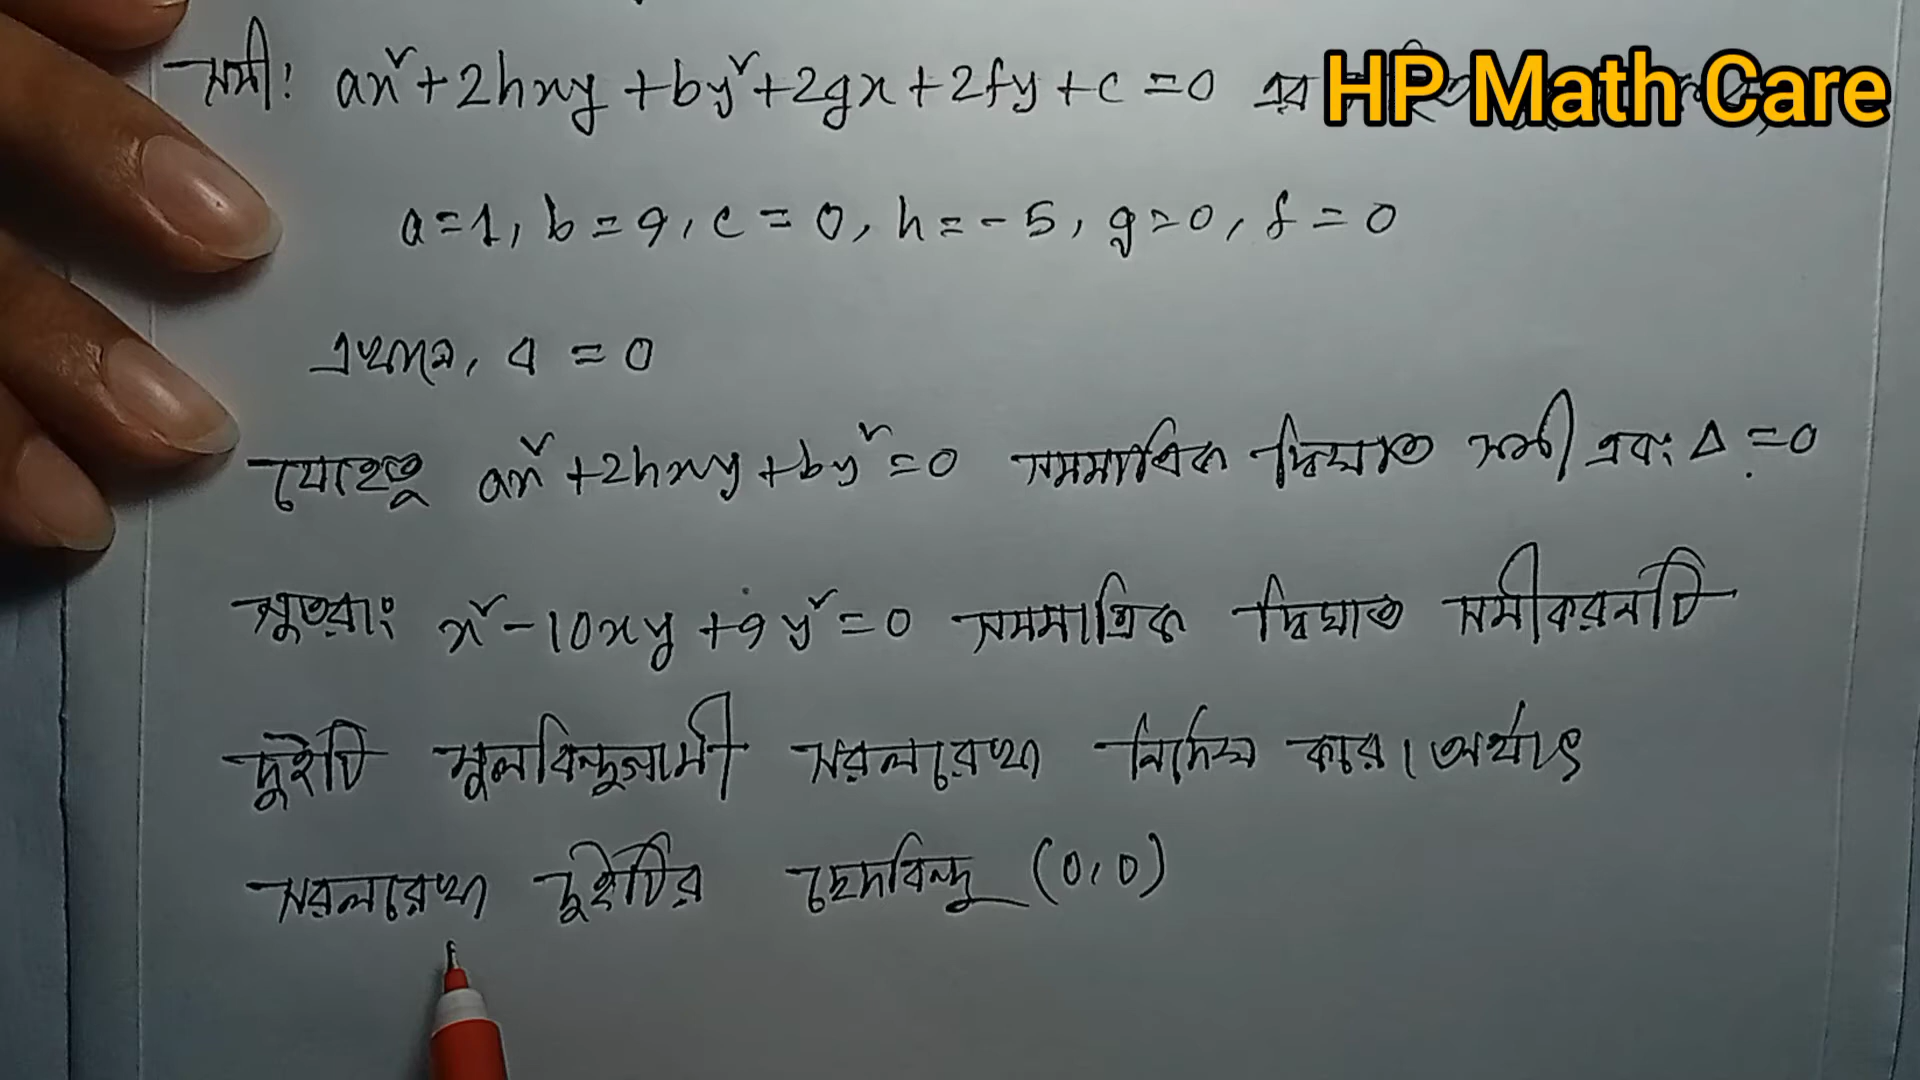 সমী: ax² + 2hxy + by² + 2gx + 2fy + c = 0 এর HP Math Care
a = 1, b = 9, c = 0, h = -5, g = 0, f = 0
এখানে, Δ = 0
যেহেতু ax² + 2hxy + by² = 0 সমমাত্রিক দ্বিঘাত সমী এবং Δ = 0
সুতরাং x² - 10xy + 9y² = 0 সমমাত্রিক দ্বিঘাত সমীকরনটি
দুইটি মুলবিন্দুগামী সরলরেখা নির্দেশ করে। অর্থাৎ
সরলরেখা দুইটির ছেদবিন্দু (0, 0)